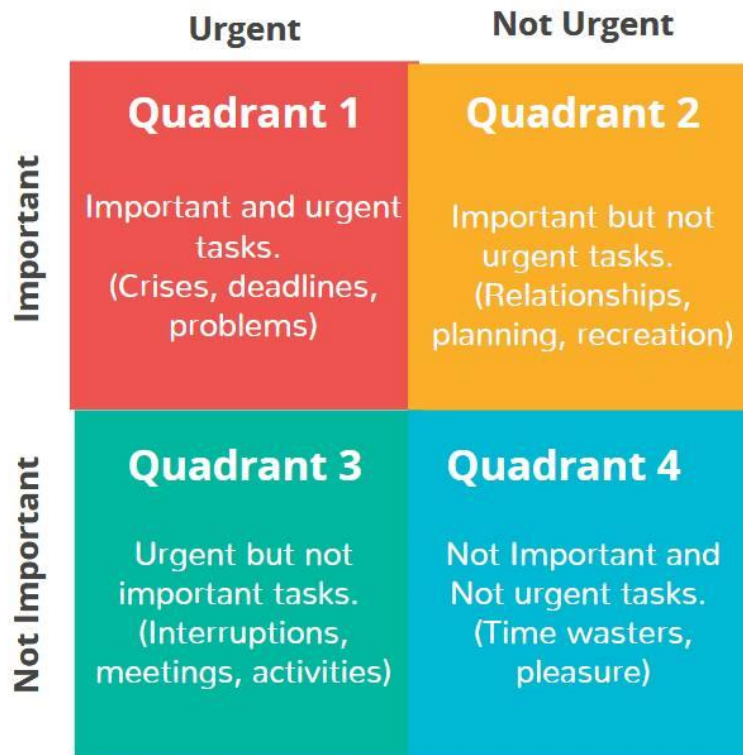 Urgent
Not Urgent
Important
Quadrant 1
Important and urgent
tasks.
(Crises, deadlines,
problems)
Quadrant 2
Important but not
urgent tasks.
(Relationships,
planning, recreation)
Not Important
Quadrant 3
Urgent but not
important tasks.
(Interruptions,
meetings, activities)
Quadrant 4
Not Important and
Not urgent tasks.
(Time wasters,
pleasure)